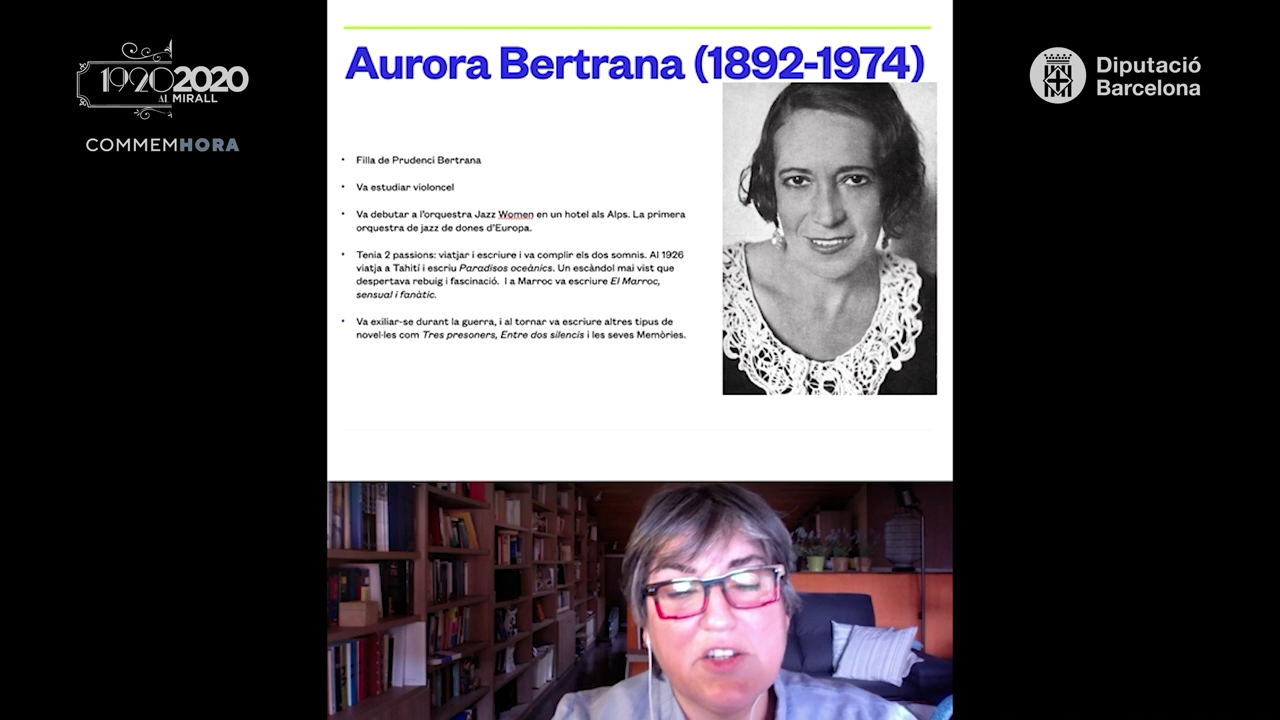 1920 2020
AL MIRALL
COMMEMHORA
Diputació
Barcelona
Aurora Bertrana (1892-1974)
• Filla de Prudenci Bertrana
• Va estudiar violoncel
• Va debutar a l'orquestra Jazz Women en un hotel als Alps. La primera
orquestra de jazz de dones d'Europa.
• Tenia 2 passions: viatjar i escriure i va complir els dos somnis. Al 1926
viatja a Tahití i escriu Paradisos oceànics. Un escàndol mai vist que
despertava rebuig i fascinació. I a Marroc va escriure El Marroc,
sensual i fanàtic.
• Va exiliar-se durant la guerra, i al tornar va escriure altres tipus de
novel·les com Tres presoners, Entre dos silencis i les seves Memòries.